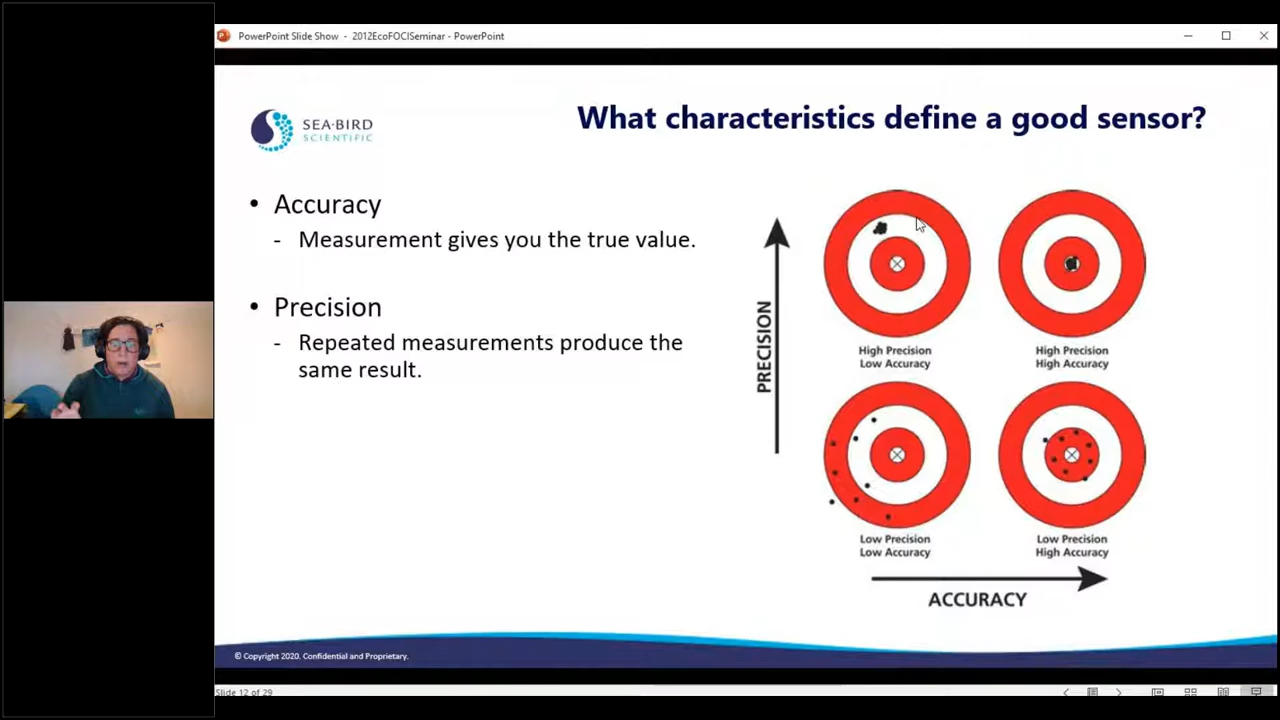 PowerPoint Slide Show - 2012EcoFOCISeminar - PowerPoint
SEA·BIRD
SCIENTIFIC
What characteristics define a good sensor?
• Accuracy
- Measurement gives you the true value.
• Precision
- Repeated measurements produce the
same result.
PRECISION
High Precision
Low Accuracy
High Precision
High Accuracy
Low Precision
Low Accuracy
Low Precision
High Accuracy
ACCURACY
© Copyright 2020. Confidential and Proprietary.
Slide 12 of 29